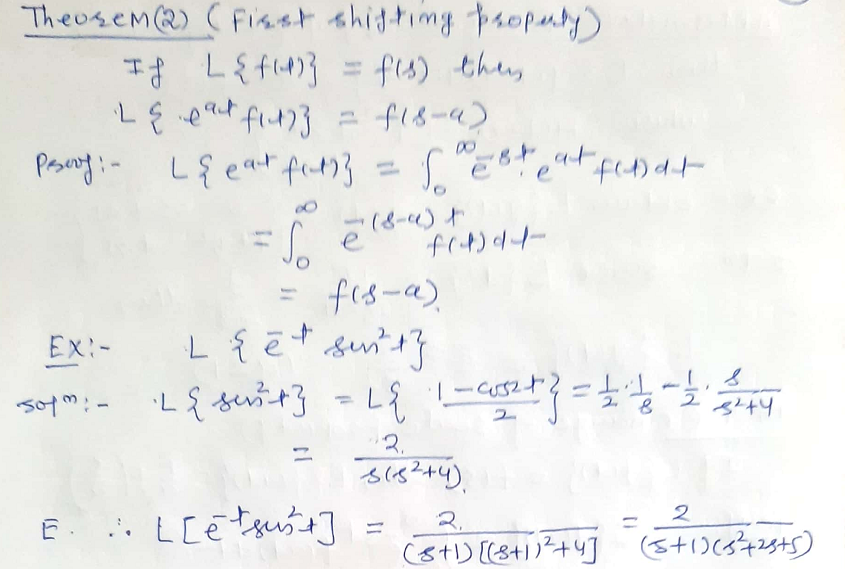 Theorem(2) (First shifting property)
If L{f(t)} = f(s) then
L{e^{at} f(t)} = f(s-a)
Proof:- L{e^{at} f(t)} = ∫_0^∞ e^{-st}. e^{at} f(t) dt
= ∫_0^∞ e^{-(s-a)t} f(t) dt
= f(s-a).
Ex:- L{e^{-t} sin²t}
Solⁿ:- L{sin²t} = L{(1-cos2t)/2} = 1/2 · 1/s - 1/2 · s/(s²+4)
= 2/(s(s²+4)).
E. ∴ L[e^{-t} sin²t] = 2/((s+1)[(s+1)²+4]) = 2/((s+1)(s²+2s+5))